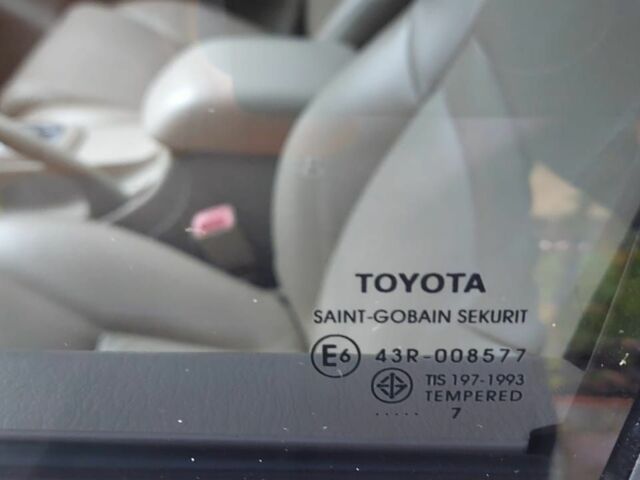 TOYOTA
SAINT-GOBAIN SEKURIT
E6 43R-008577
TIS 197-1993
TEMPERED
..... 7